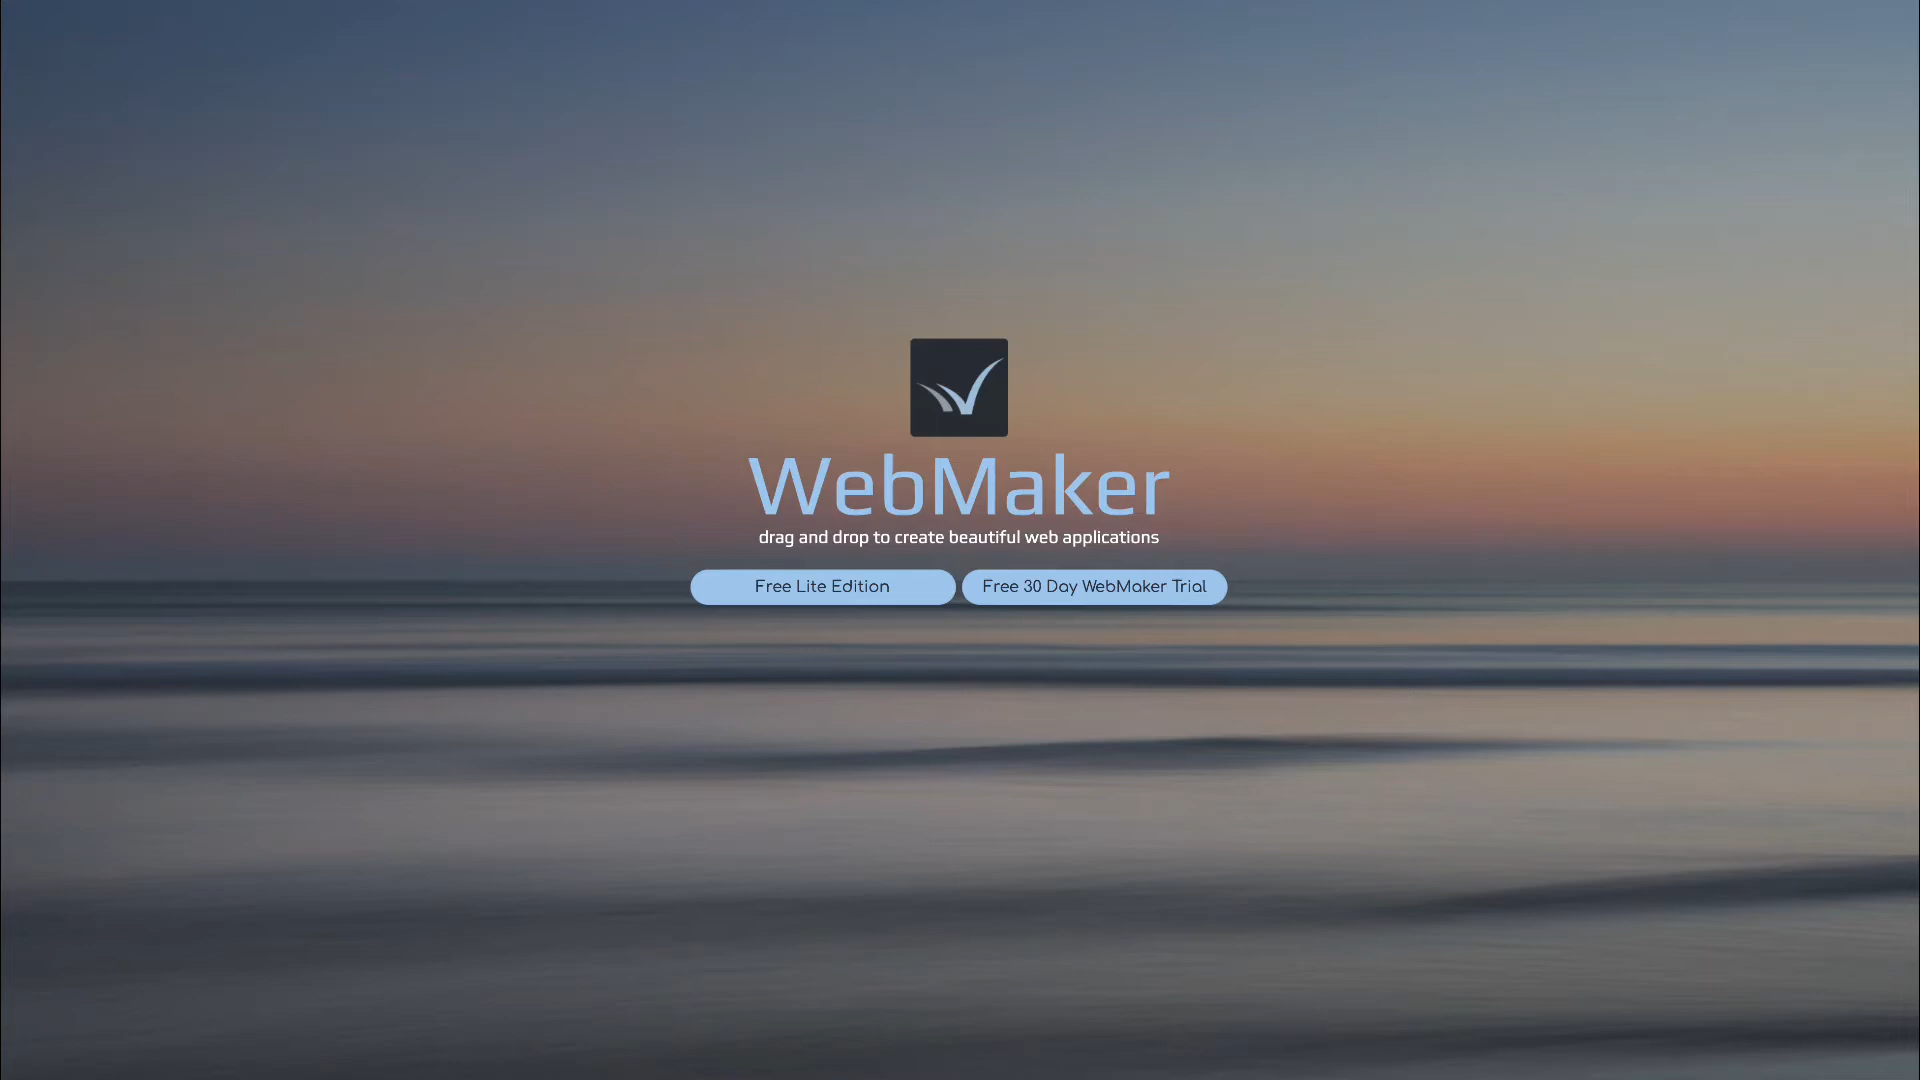 WebMaker
drag and drop to create beautiful web applications
Free Lite Edition
Free 30 Day WebMaker Trial